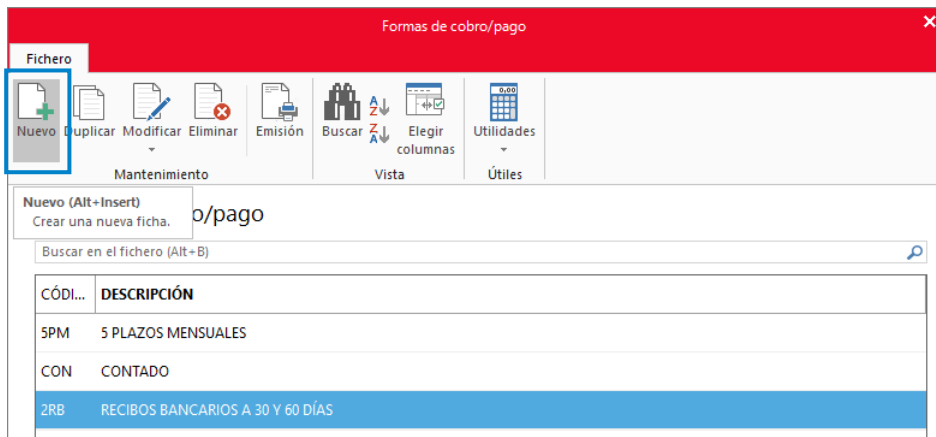 Formas de cobro/pago
Fichero
Nuevo Duplicar Modificar Eliminar Emisión Buscar Elegir columnas Utilidades
Mantenimiento Vista Útiles
Nuevo (Alt+Insert)
Crear una nueva ficha.
o/pago
Buscar en el fichero (Alt+B)
CÓDI... DESCRIPCIÓN
5PM 5 PLAZOS MENSUALES
CON CONTADO
2RB RECIBOS BANCARIOS A 30 Y 60 DÍAS